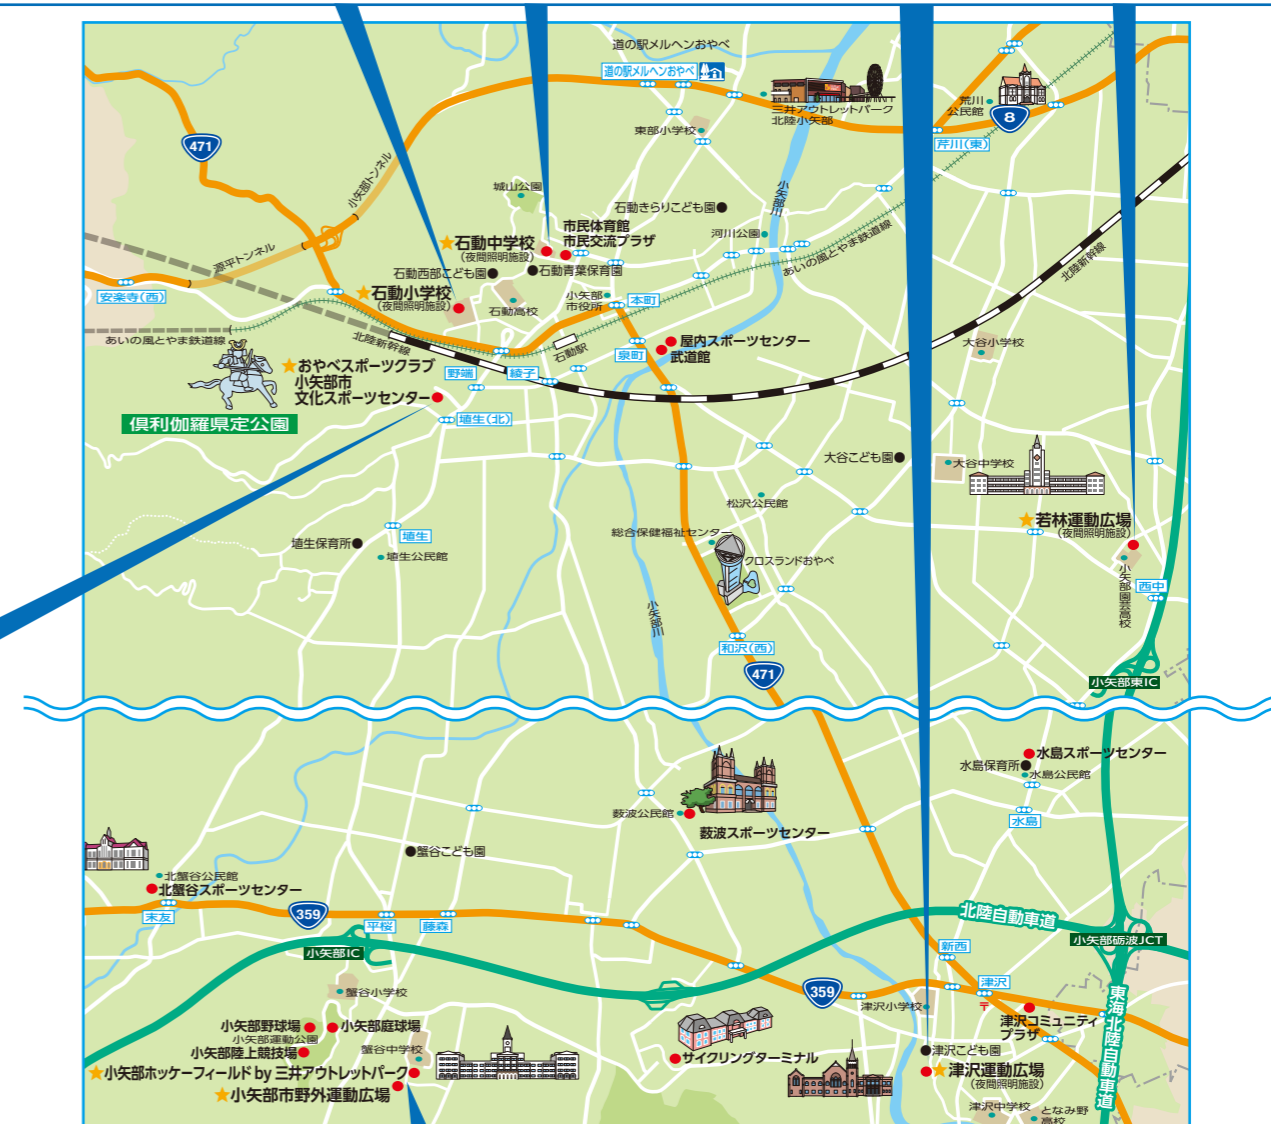 道の駅メルヘンおやべ
道の駅メルヘンおやべ
三井アウトレットパーク
北陸小矢部
荒川
公民館
8
芹川(東)
471
小矢部トンネル
東部小学校
城山公園
石動きらりこども園
小矢部川
市民体育館
市民交流プラザ
河川公園
石動中学校
(夜間照明施設)
あいの風とやま鉄道線
北陸新幹線
源平トンネル
石動西部こども園
石動青葉保育園
安楽寺(西)
石動小学校
(夜間照明施設)
石動高校
小矢部
市役所
本町
あいの風とやま鉄道線
北陸新幹線
石動駅
泉町
屋内スポーツセンター
武道館
大谷小学校
おやべスポーツクラブ
小矢部市
文化スポーツセンター
野端
綾子
倶利伽羅県定公園
埴生(北)
大谷こども園
大谷中学校
松沢公民館
若林運動広場
(夜間照明施設)
埴生
埴生保育所
埴生公民館
総合保健福祉センター
クロスランドおやべ
小矢部園芸高校
西中
小矢部川
和沢(西)
471
小矢部東IC
水島スポーツセンター
水島保育所
水島公民館
水島
薮波公民館
薮波スポーツセンター
蟹谷こども園
北蟹谷公民館
北蟹谷スポーツセンター
末友
359
平桜
藤森
北陸自動車道
小矢部砺波JCT
小矢部IC
新西
蟹谷小学校
359
津沢
津沢小学校
〒
津沢コミュニティ
プラザ
東海北陸自動車道
小矢部野球場
小矢部庭球場
小矢部運動公園
小矢部陸上競技場
蟹谷中学校
サイクリングターミナル
津沢こども園
小矢部ホッケーフィールド by 三井アウトレットパーク
津沢運動広場
(夜間照明施設)
小矢部市野外運動広場
津沢中学校
となみ野
高校